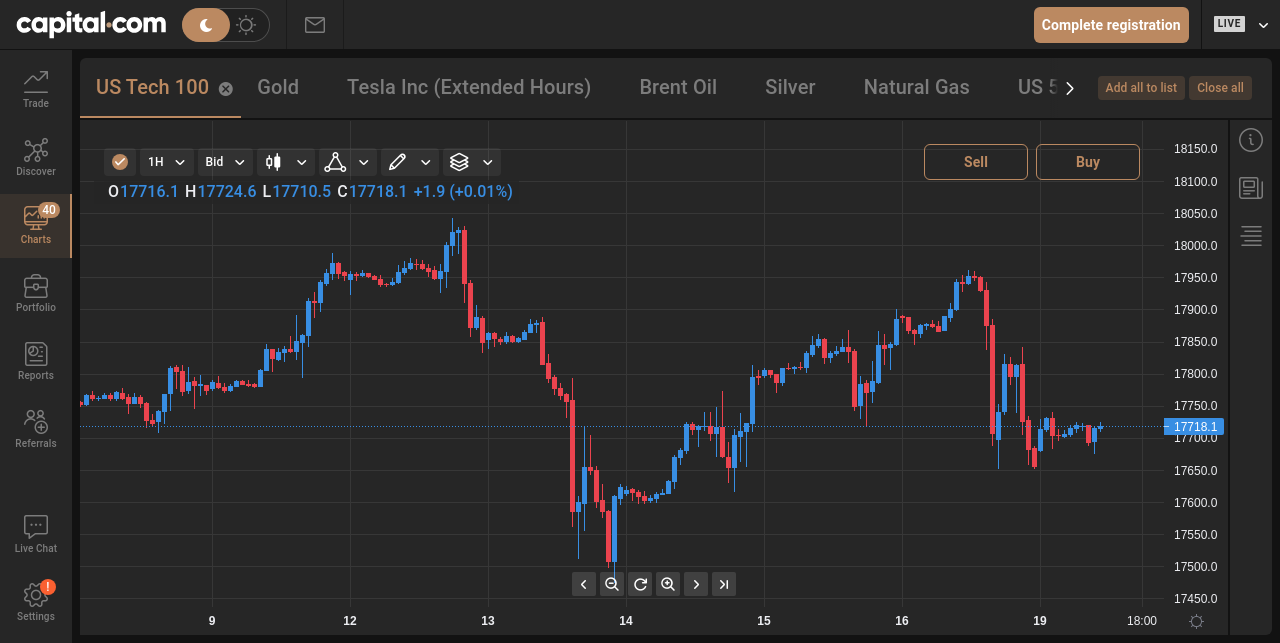 capital.com
Complete registration
LIVE
Trade
Discover
40
Charts
Portfolio
Reports
Referrals
Live Chat
!
Settings
US Tech 100
Gold
Tesla Inc (Extended Hours)
Brent Oil
Silver
Natural Gas
US 5
Add all to list
Close all
1H
Bid
Sell
Buy
O17716.1 H17724.6 L17710.5 C17718.1 +1.9 (+0.01%)
18150.0
18100.0
18050.0
18000.0
17950.0
17900.0
17850.0
17800.0
17750.0
17718.1
17700.0
17650.0
17600.0
17550.0
17500.0
17450.0
9
12
13
14
15
16
19
18:00